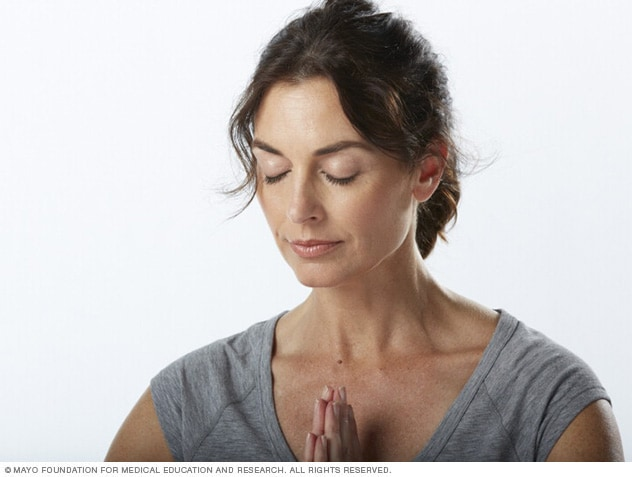 © MAYO FOUNDATION FOR MEDICAL EDUCATION AND RESEARCH. ALL RIGHTS RESERVED.